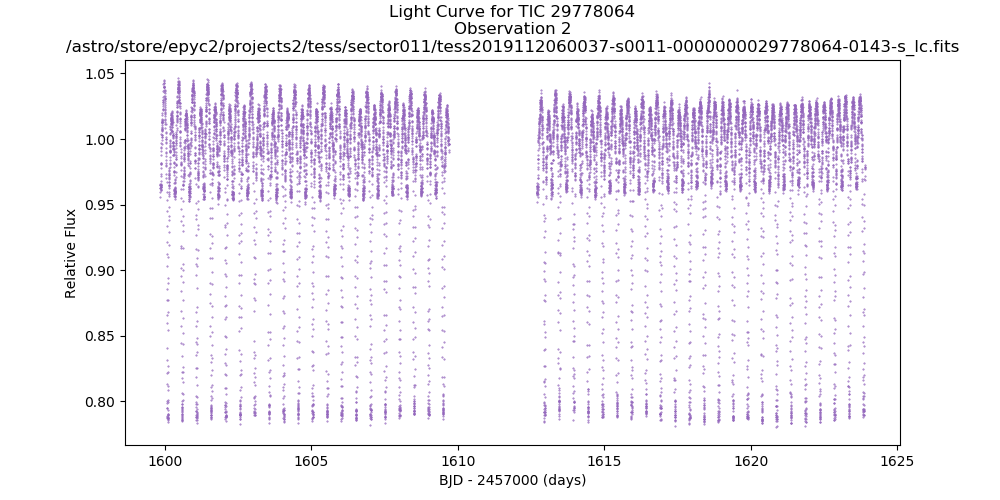 Light Curve for TIC 29778064
Observation 2
/astro/store/epyc2/projects2/tess/sector011/tess2019112060037-s0011-0000000029778064-0143-s_lc.fits
1.05
1.00
0.95
0.90
0.85
0.80
Relative Flux
1600
1605
1610
1615
1620
1625
BJD - 2457000 (days)